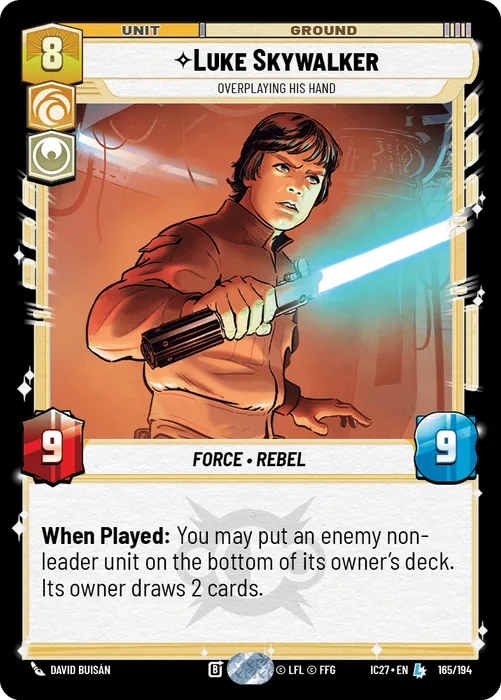 UNIT
GROUND
8
LUKE SKYWALKER
OVERPLAYING HIS HAND
9
FORCE • REBEL
9
When Played: You may put an enemy non-
leader unit on the bottom of its owner's deck.
Its owner draws 2 cards.
DAVID BUISÁN
B
© LFL © FFG
IC27 • EN
165/194